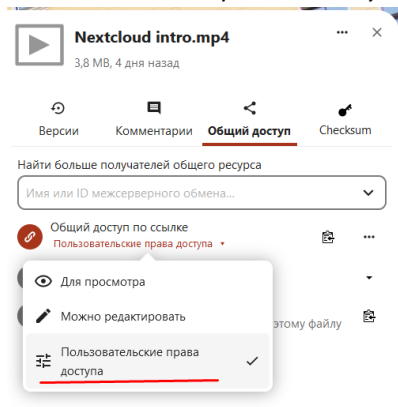 Nextcloud intro.mp4
3,8 MB, 4 дня назад
Версии
Комментарии
Общий доступ
Checksum
Найти больше получателей общего ресурса
Имя или ID межсерверного обмена...
Общий доступ по ссылке
Пользовательские права доступа
Для просмотра
Можно редактировать
этому файлу
Пользовательские права
доступа